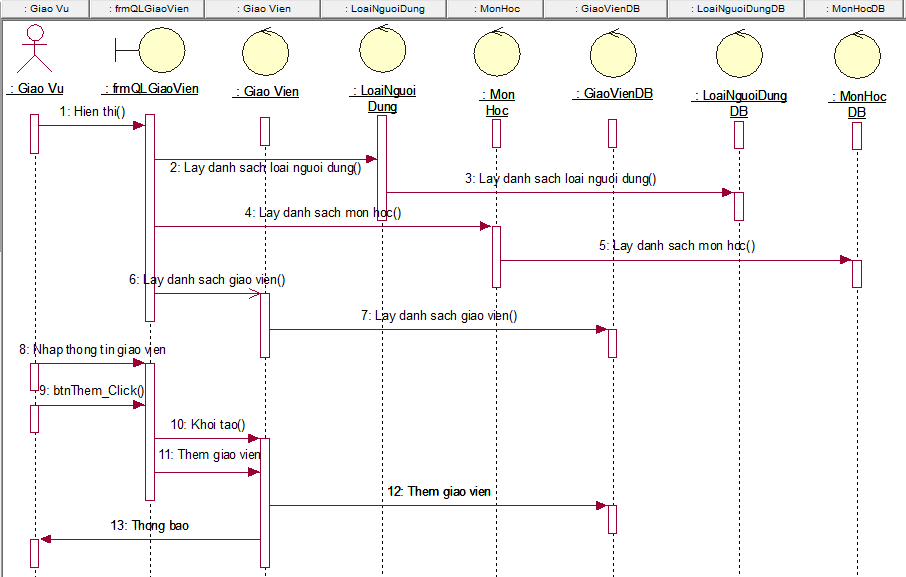 : Giao Vu
: frmQLGiaoVien
: Giao Vien
: LoaiNguoiDung
: MonHoc
: GiaoVienDB
: LoaiNguoiDungDB
: MonHocDB
: Giao Vu
: frmQLGiaoVien
: Giao Vien
: LoaiNguoi
Dung
: Mon
Hoc
: GiaoVienDB
: LoaiNguoiDung
DB
: MonHoc
DB
1: Hien thi()
2: Lay danh sach loai nguoi dung()
3: Lay danh sach loai nguoi dung()
4: Lay danh sach mon hoc()
5: Lay danh sach mon hoc()
6: Lay danh sach giao vien()
7: Lay danh sach giao vien()
8: Nhap thong tin giao vien
9: btnThem_Click()
10: Khoi tao()
11: Them giao vien
12: Them giao vien
13: Thong bao